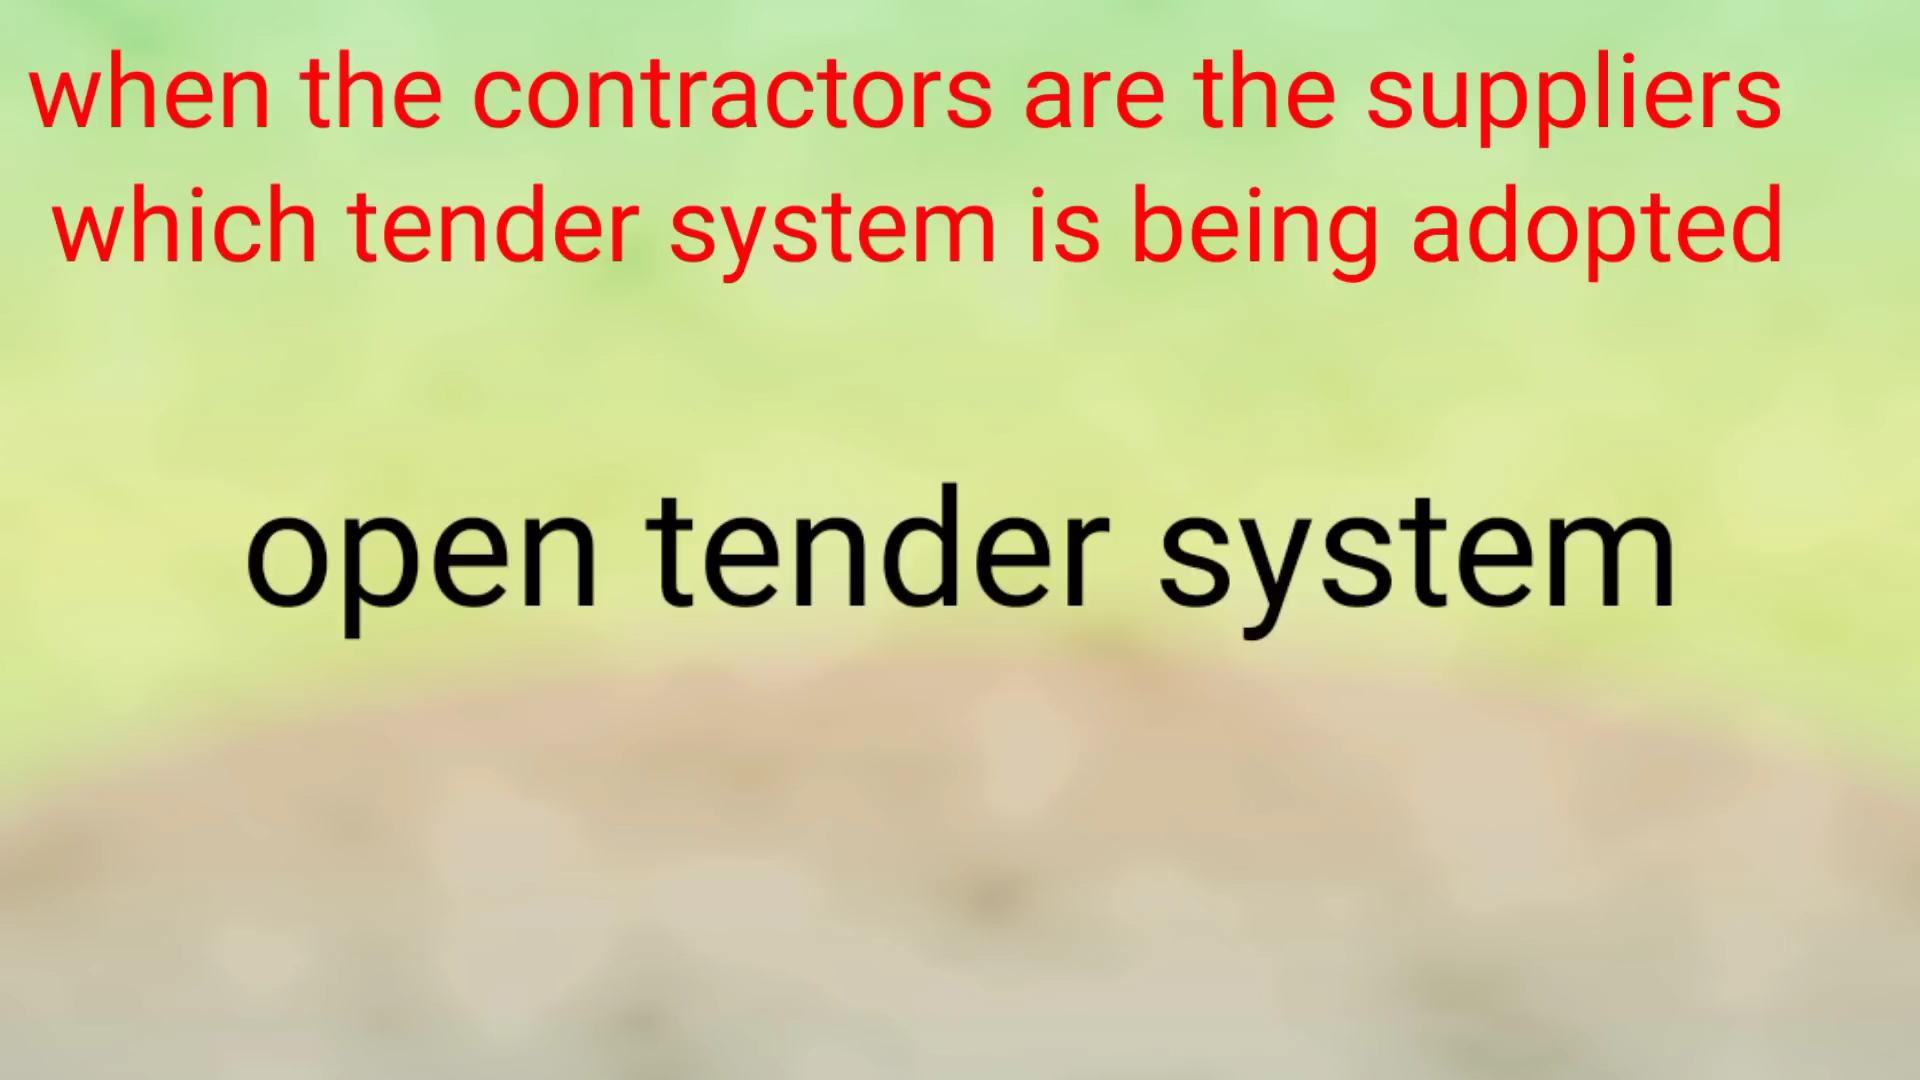 when the contractors are the suppliers
which tender system is being adopted
open tender system